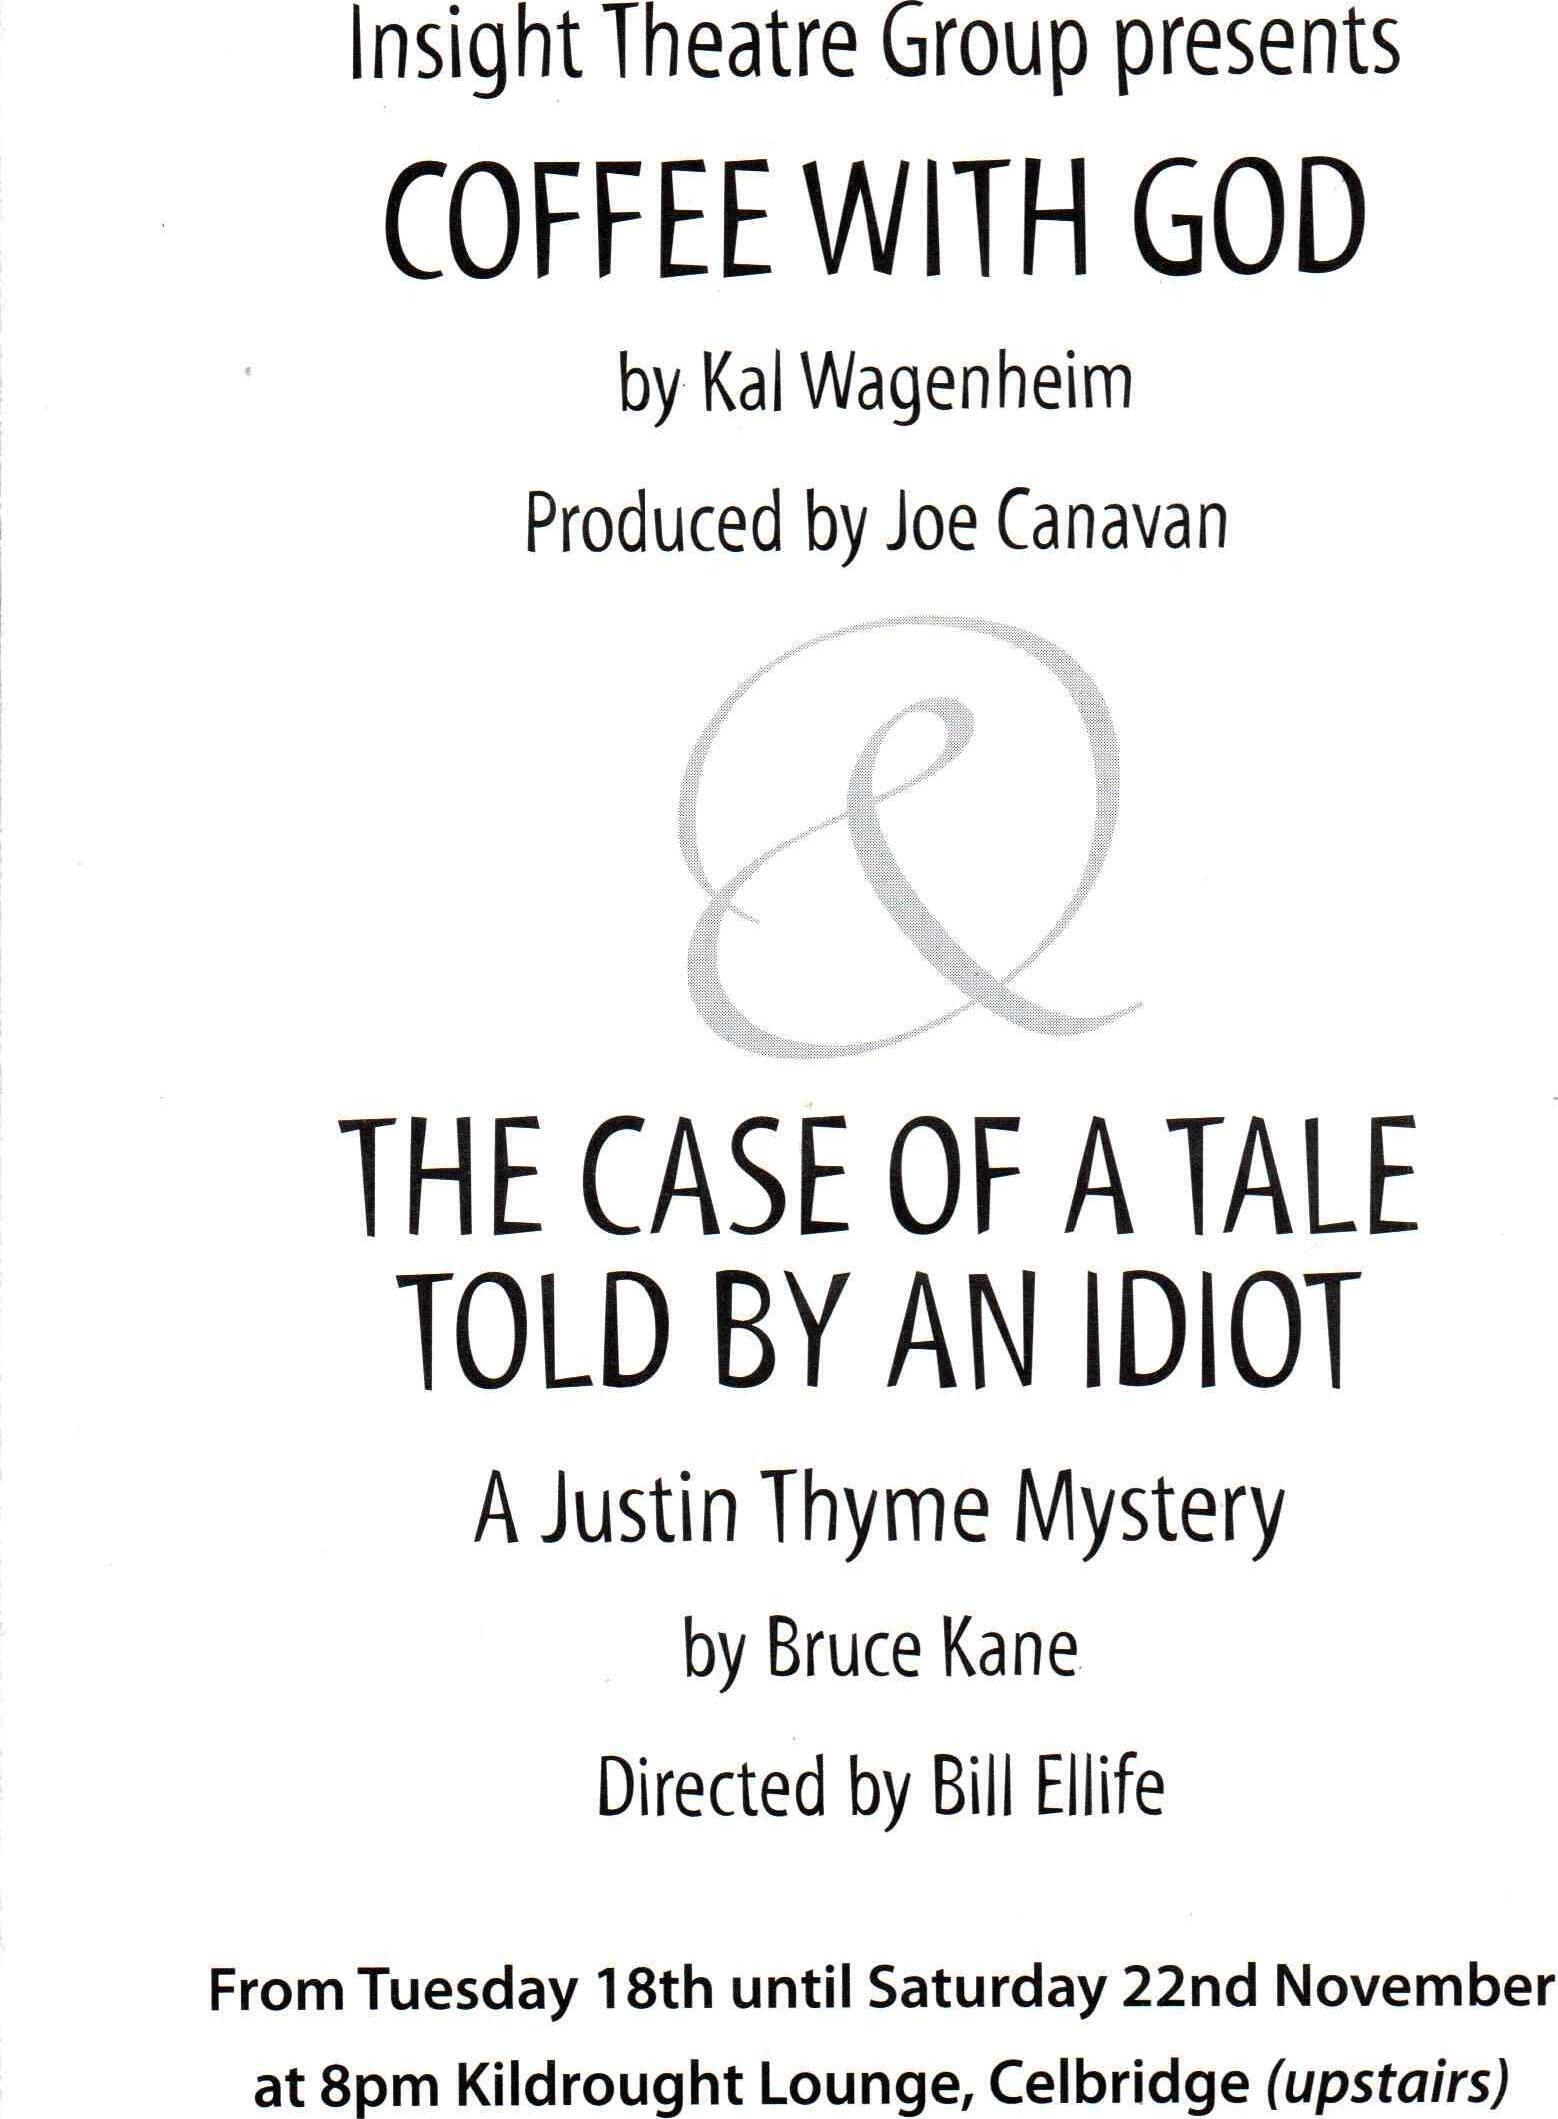 Insight Theatre Group presents
COFFEE WITH GOD
by Kal Wagenheim
Produced by Joe Canavan
&
THE CASE OF A TALE
TOLD BY AN IDIOT
A Justin Thyme Mystery
by Bruce Kane
Directed by Bill Ellife
From Tuesday 18th until Saturday 22nd November
at 8pm Kildrought Lounge, Celbridge (upstairs)